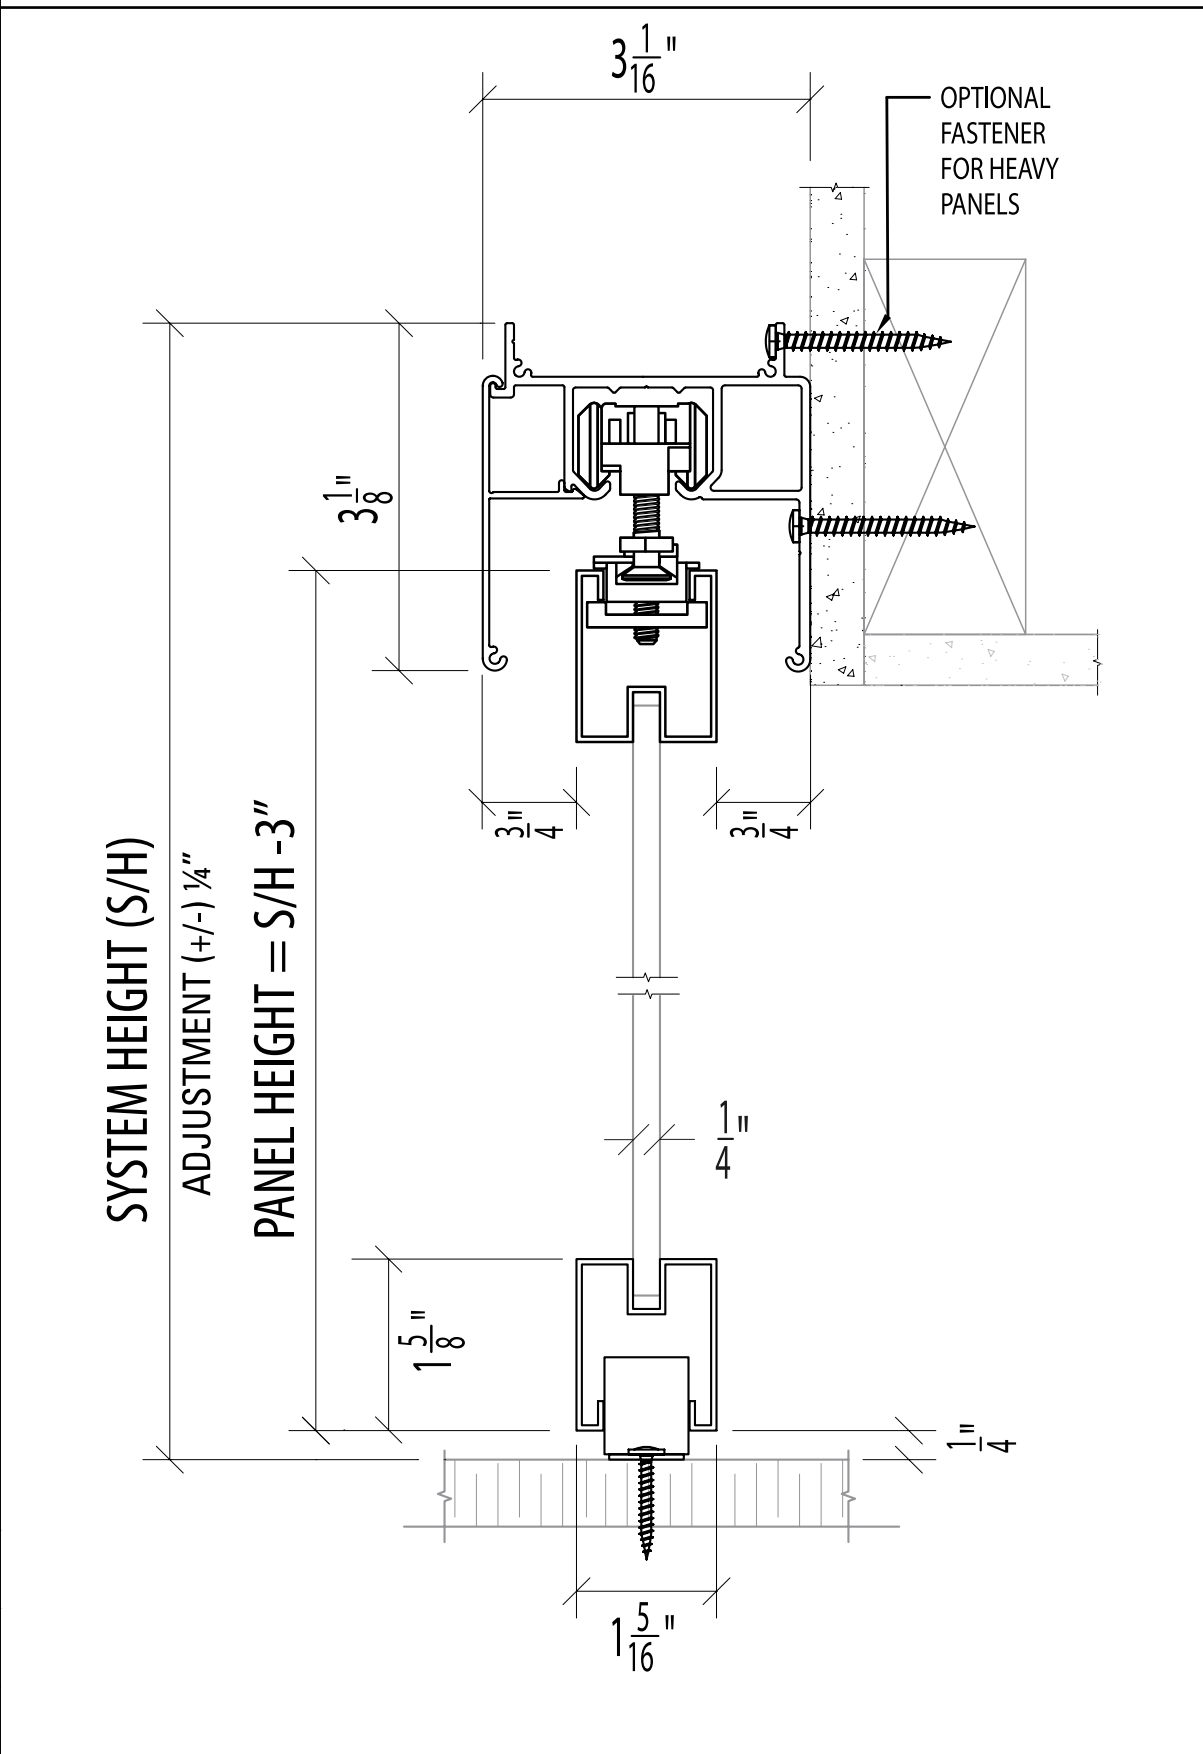 3 1/16"
OPTIONAL
FASTENER
FOR HEAVY
PANELS
3 1/8"
SYSTEM HEIGHT (S/H)
ADJUSTMENT (+/-) ¼"
PANEL HEIGHT = S/H -3"
3/4"
3/4"
1/4"
1 5/8"
1/4"
1 5/16"